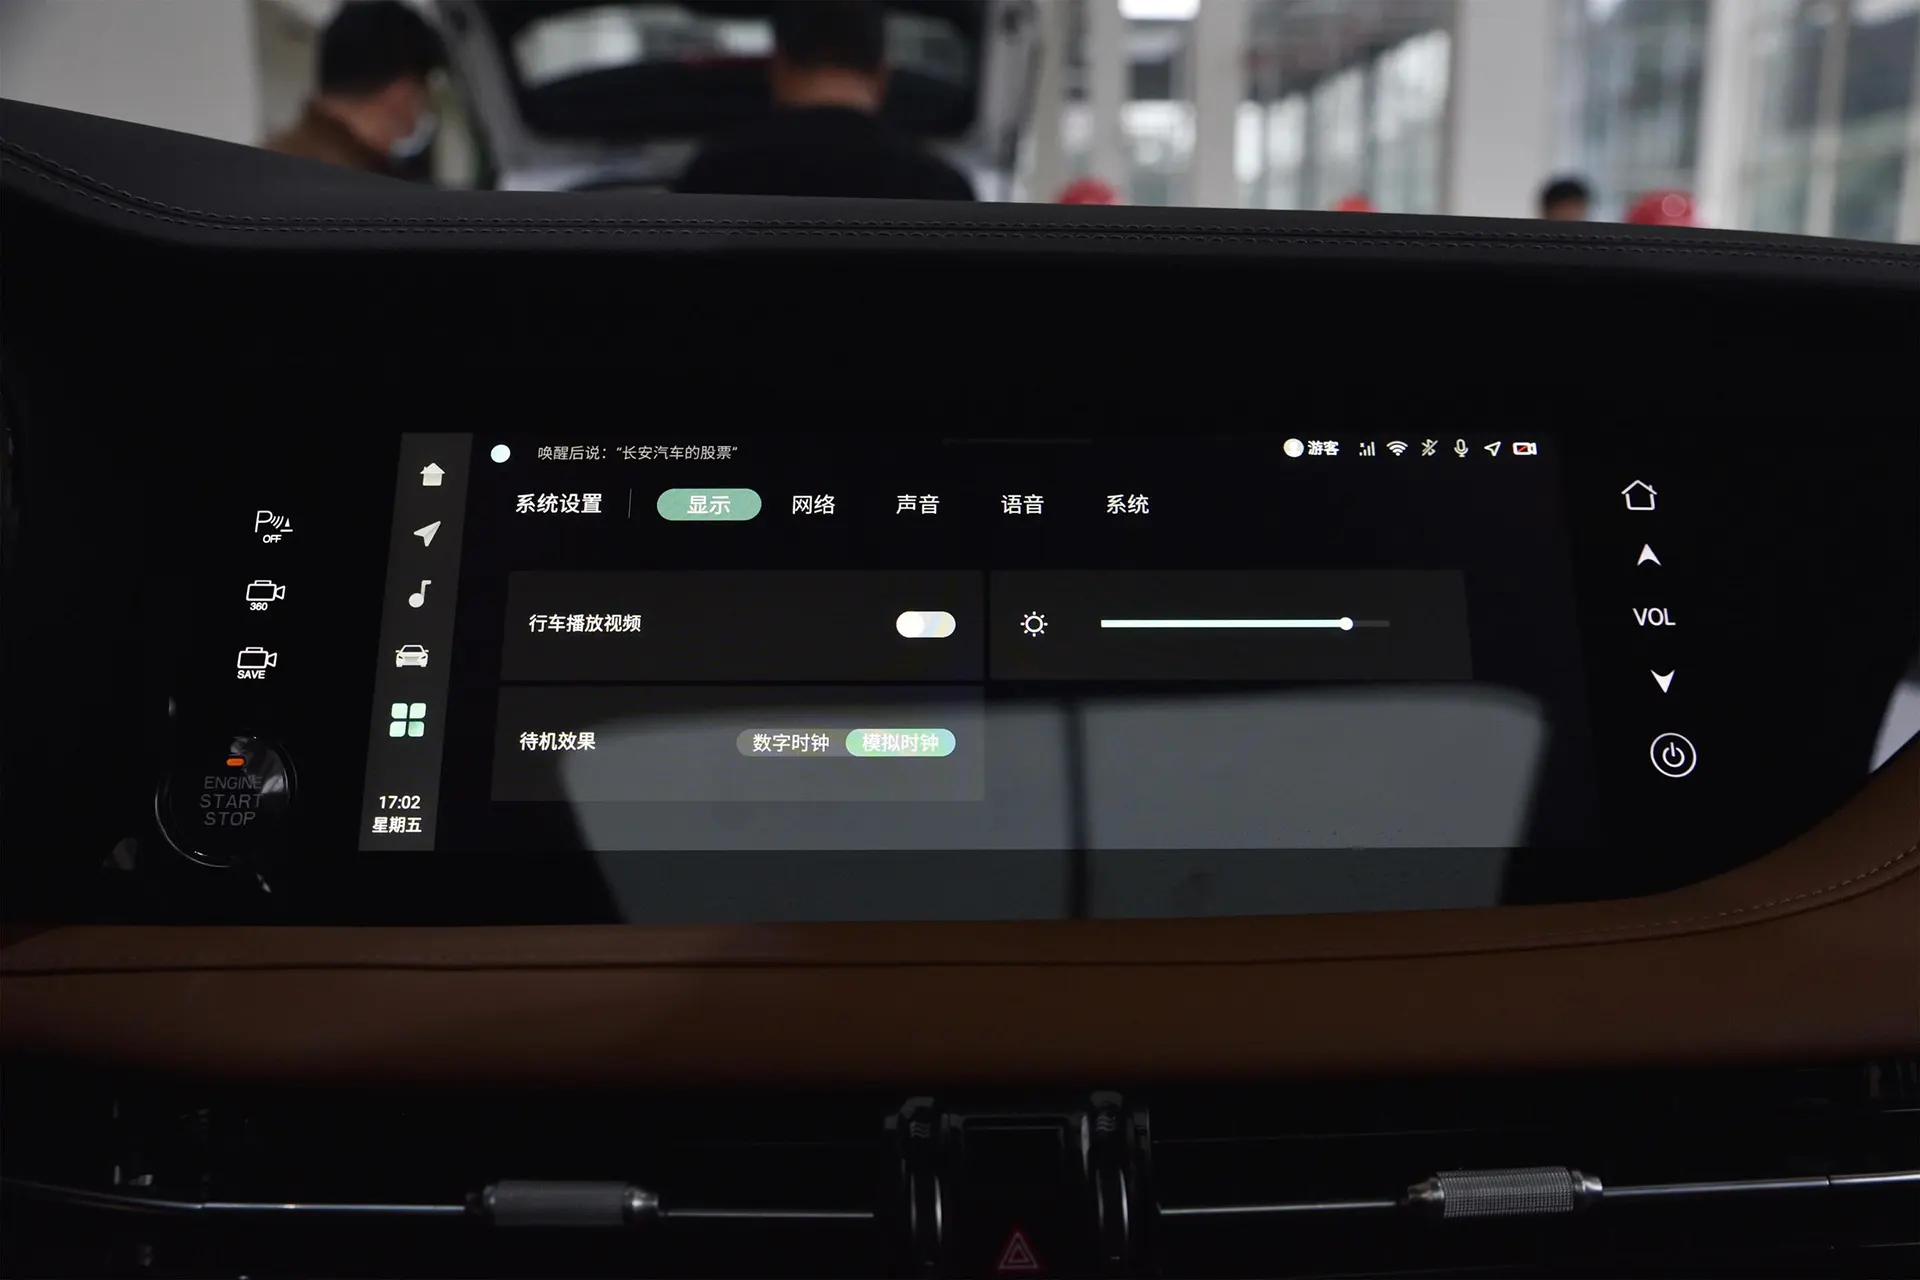 唤醒后说：“长安汽车的股票”
游客
系统设置
显示
网络
声音
语音
系统
P
OFF
360
SAVE
行车播放视频
VOL
待机效果
数字时钟
模拟时钟
ENGINE
START
STOP
17:02
星期五